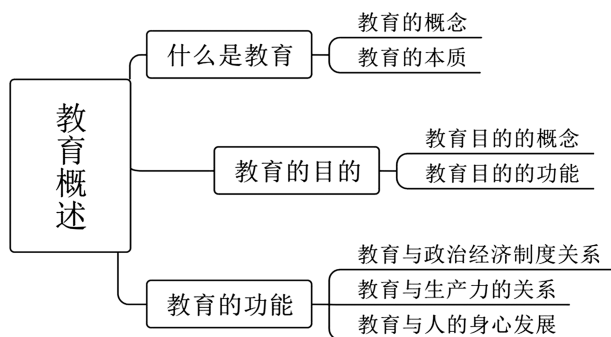 教育概述
什么是教育
教育的概念
教育的本质
教育的目的
教育目的的概念
教育目的的功能
教育的功能
教育与政治经济制度关系
教育与生产力的关系
教育与人的身心发展